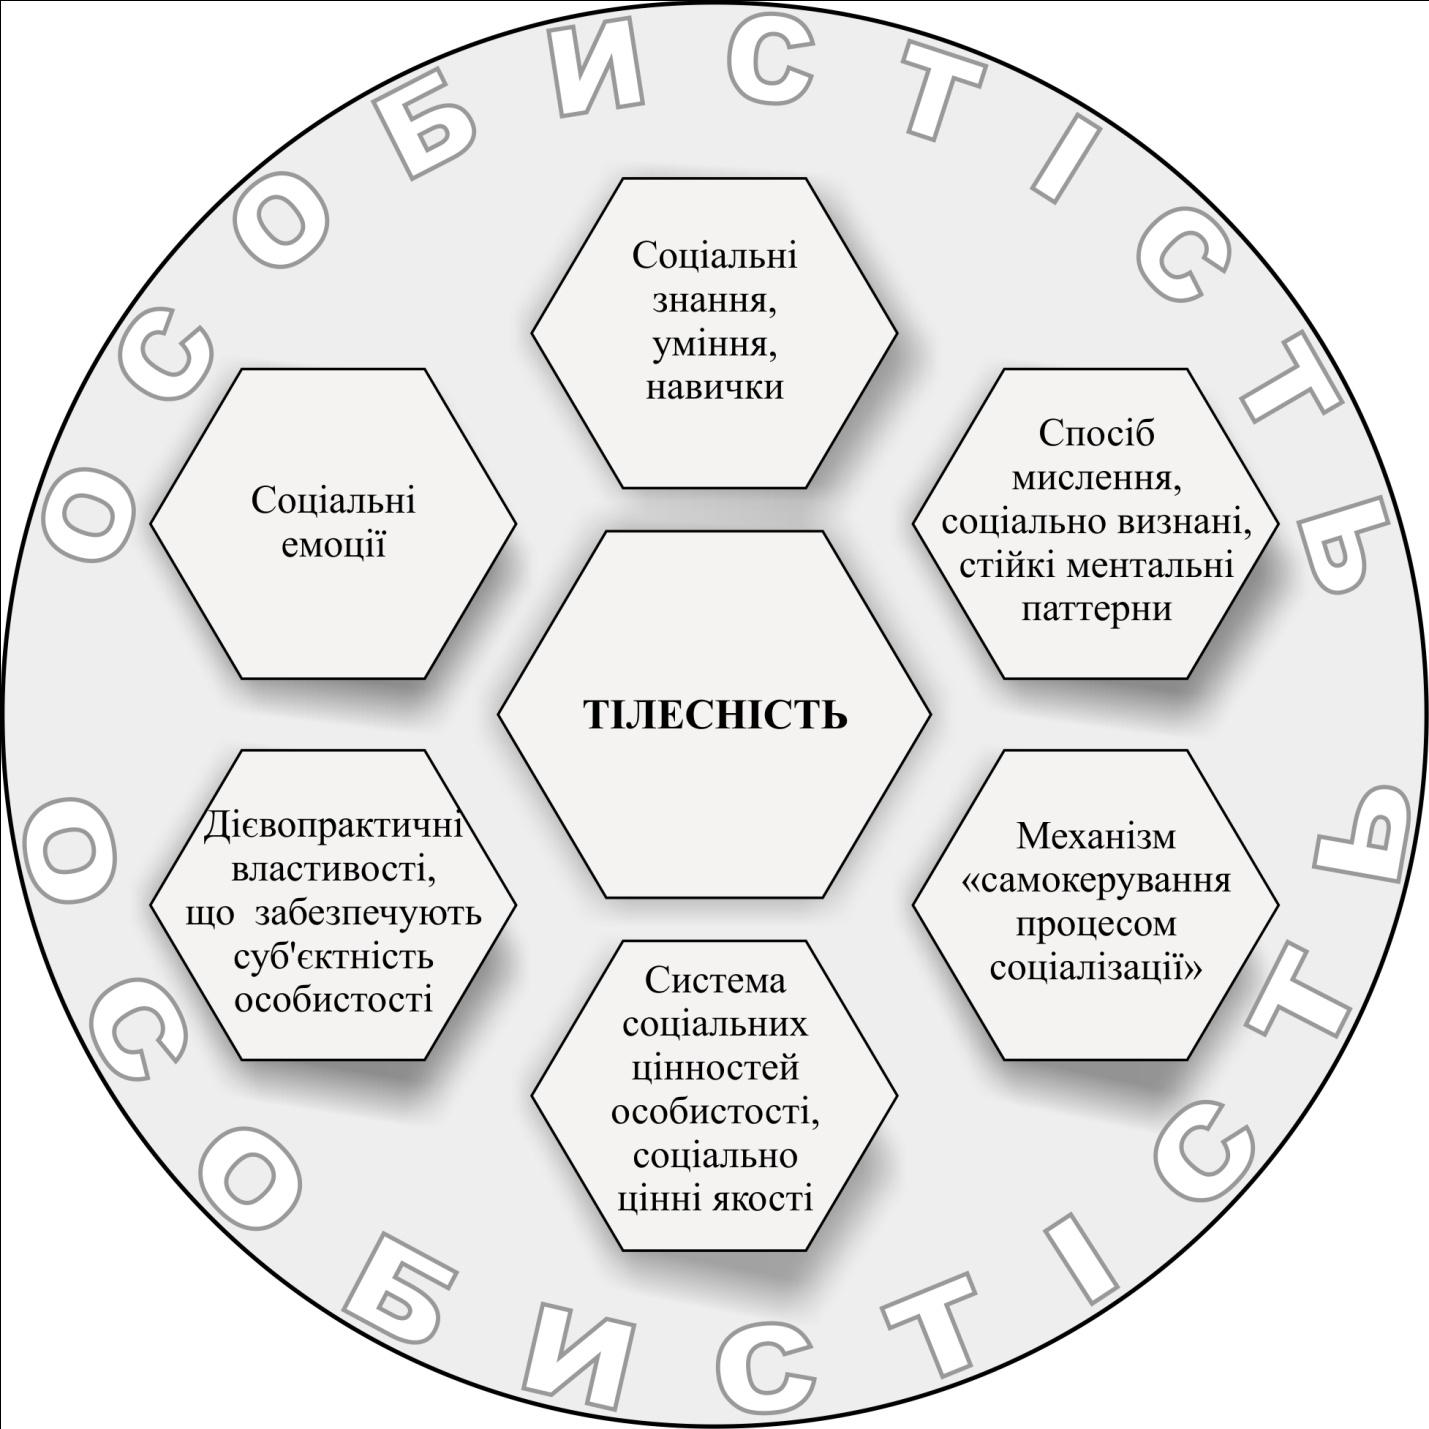 ОСОБИСТІСТЬ
Соціальні
знання,
уміння,
навички
Соціальні
емоції
Спосіб
мислення,
соціально визнані,
стійкі ментальні
паттерни
ТІЛЕСНІСТЬ
Дієвопрактичні
властивості,
що забезпечують
суб'єктність
особистості
Механізм
«самокерування
процесом
соціалізації»
Система
соціальних
цінностей
особистості,
соціально
цінні якості
ОСОБИСТІСТЬ